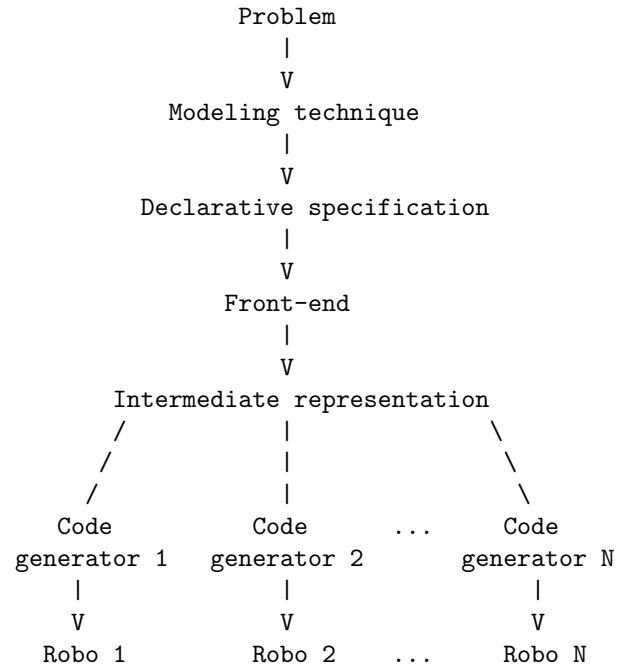 Problem
|
V
Modeling technique
|
V
Declarative specification
|
V
Front-end
|
V
Intermediate representation
/ | \
/ | \
/ | \
Code Code ... Code
generator 1 generator 2 generator N
| | |
V V V
Robo 1 Robo 2 ... Robo N